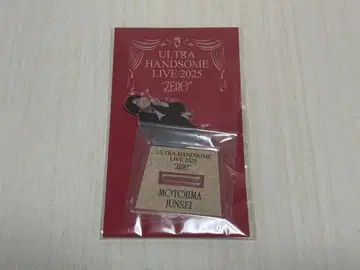 ULTRA
HANDSOME
LIVE 2025
"ZERO"
ULTRA HANDSOME
LIVE 2025
"ZERO"
MOTOJIMA
JUNSEI